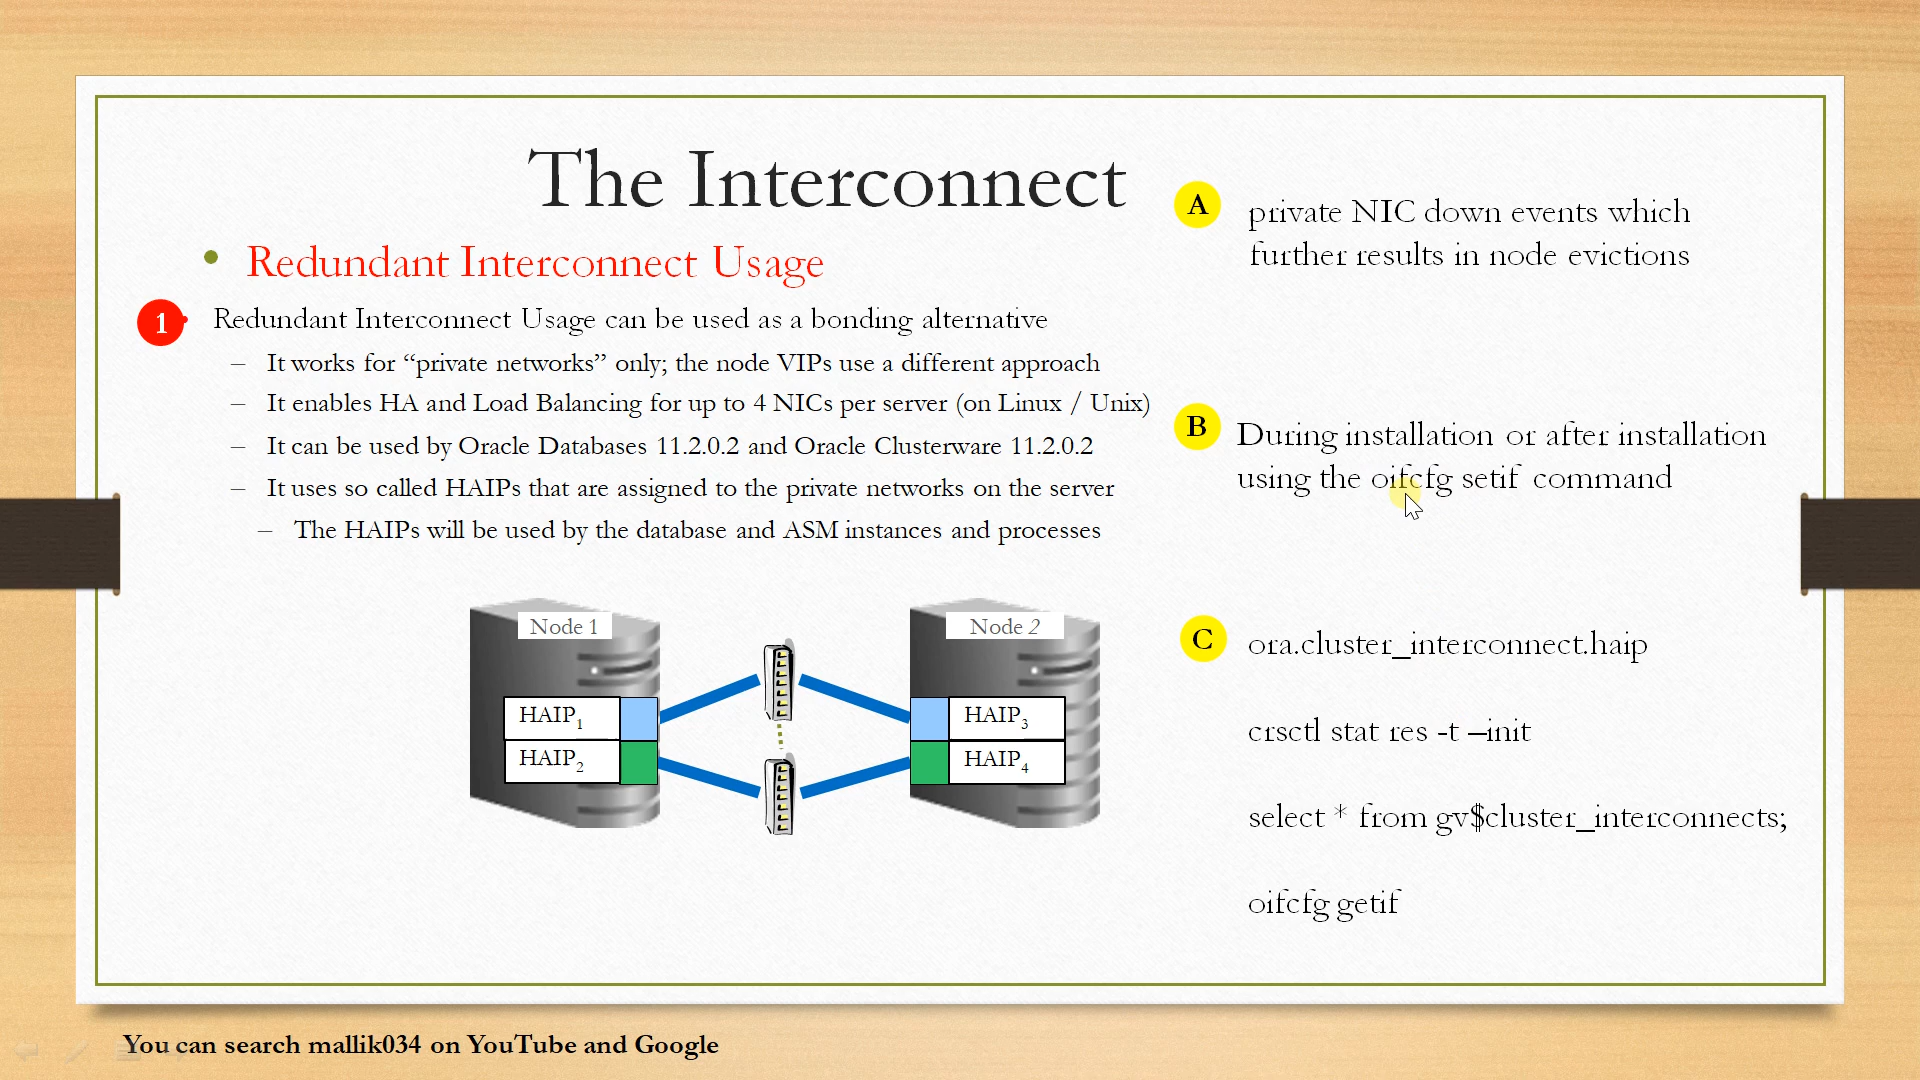 The Interconnect
• Redundant Interconnect Usage
1
• Redundant Interconnect Usage can be used as a bonding alternative
– It works for “private networks” only; the node VIPs use a different approach
– It enables HA and Load Balancing for up to 4 NICs per server (on Linux / Unix)
– It can be used by Oracle Databases 11.2.0.2 and Oracle Clusterware 11.2.0.2
– It uses so called HAIPs that are assigned to the private networks on the server
– The HAIPs will be used by the database and ASM instances and processes
Node 1
HAIP1
HAIP2
Node 2
HAIP3
HAIP4
A
private NIC down events which
further results in node evictions
B
During installation or after installation
using the oifcfg setif command
C
ora.cluster_interconnect.haip
crsctl stat res -t –init
select * from gv$cluster_interconnects;
oifcfg getif
You can search mallik034 on YouTube and Google